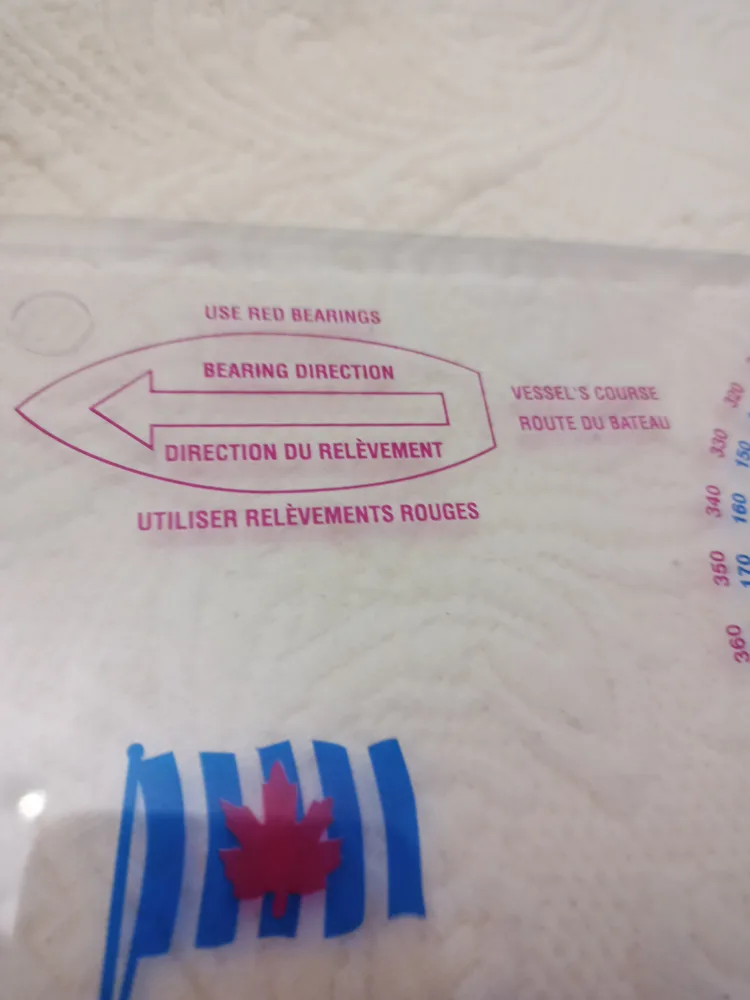 USE RED BEARINGS
BEARING DIRECTION
VESSEL'S COURSE
ROUTE DU BATEAU
DIRECTION DU RELÈVEMENT
UTILISER RELÈVEMENTS ROUGES
320
330 150
340 160
350 170
360